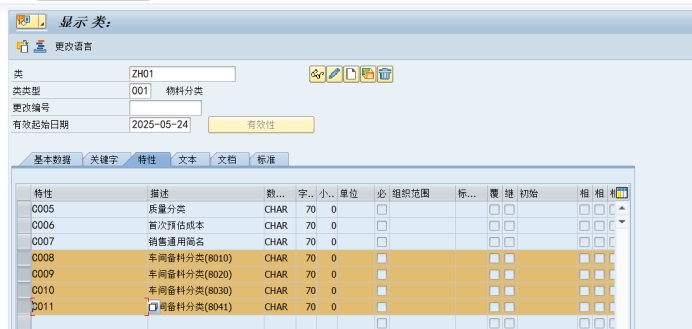 显示 类:
更改语言
类 ZH01
类类型 001 物料分类
更改编号
有效起始日期 2025-05-24 有效性
基本数据 关键字 特性 文本 文档 标准
特性 描述 数... 字.. 小.. 单位 必 组织范围 标... 覆 继 初始 相 相 相
C005 质量分类 CHAR 70 0
C006 首次预估成本 CHAR 70 0
C007 销售通用简名 CHAR 70 0
C008 车间备料分类(8010) CHAR 70 0
C009 车间备料分类(8020) CHAR 70 0
C010 车间备料分类(8030) CHAR 70 0
C011 间备料分类(8041) CHAR 70 0